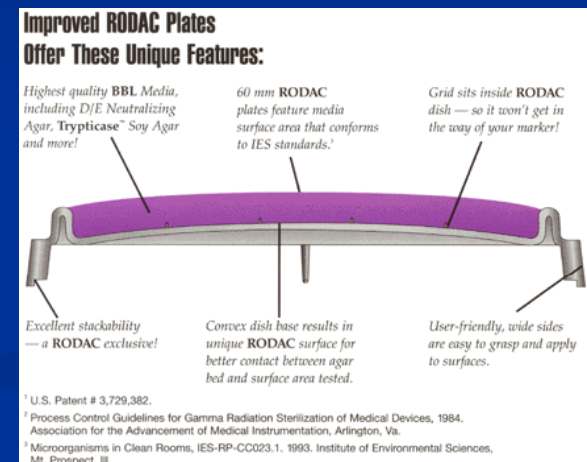 Improved RODAC Plates
Offer These Unique Features:
Highest quality BBL Media,
including D/E Neutralizing
Agar, Trypticase™ Soy Agar
and more!
60 mm RODAC
plates feature media
surface area that conforms
to IES standards.³
Grid sits inside RODAC
dish — so it won't get in
the way of your marker!
Excellent stackability
— a RODAC exclusive!
Convex dish base results in
unique RODAC surface for
better contact between agar
bed and surface area tested.
User-friendly, wide sides
are easy to grasp and apply
to surfaces.
¹ U.S. Patent # 3,729,382.
² Process Control Guidelines for Gamma Radiation Sterilization of Medical Devices, 1984.
Association for the Advancement of Medical Instrumentation, Arlington, Va.
³ Microorganisms in Clean Rooms, IES-RP-CC023.1. 1993. Institute of Environmental Sciences,
Mt. Prospect, Ill.